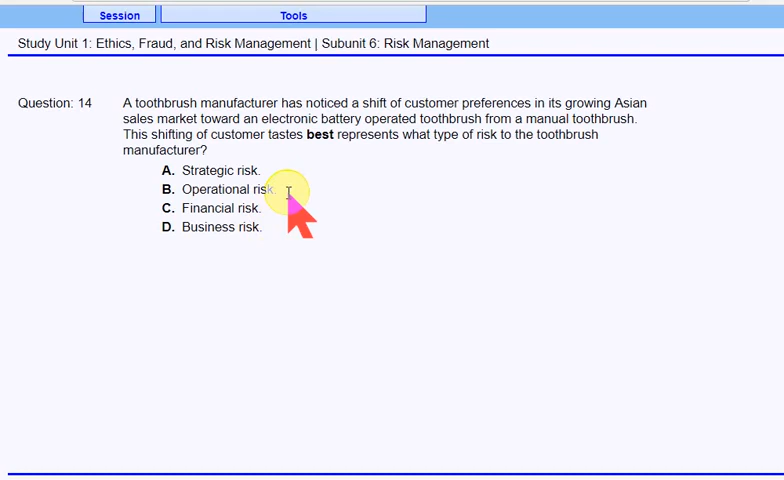 Session Tools
Study Unit 1: Ethics, Fraud, and Risk Management | Subunit 6: Risk Management
Question: 14 A toothbrush manufacturer has noticed a shift of customer preferences in its growing Asian
sales market toward an electronic battery operated toothbrush from a manual toothbrush.
This shifting of customer tastes best represents what type of risk to the toothbrush
manufacturer?
A. Strategic risk.
B. Operational risk.
C. Financial risk.
D. Business risk.